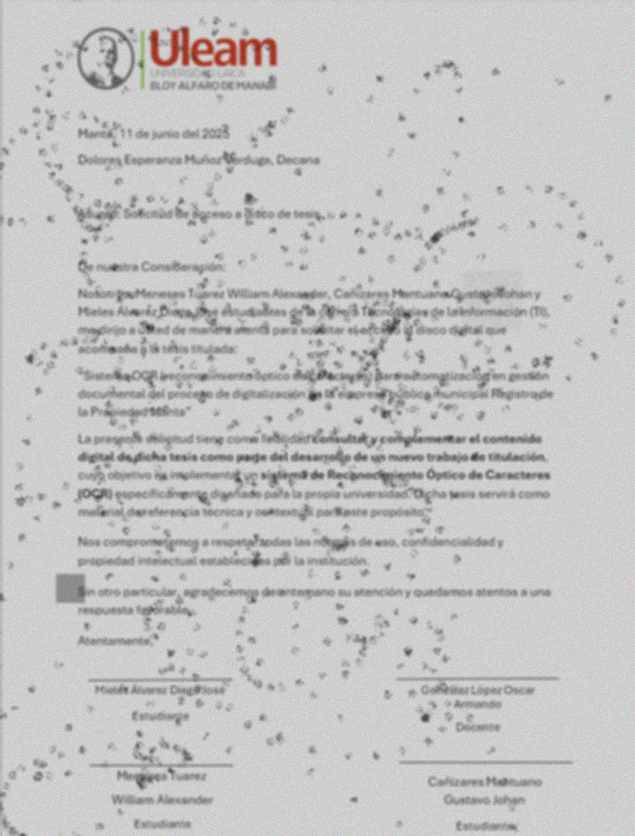 Uleam
UNIVERSIDAD LAICA
ELOY ALFARO DE MANABÍ
Manta, 11 de junio del 2025
Dolores Esperanza Muñoz Verduga, Decana
Asunto: Solicitud de acceso a disco de tesis
De nuestra Consideración:
Nosotros, Meneses Tuarez William Alexander, Cañizares Mantuano Gustavo Johan y
Mieles Álvarez Diego José estudiantes de la carrera Tecnologías de la Información (TI),
me dirijo a usted de manera atenta para solicitar el acceso al disco digital que
acompaña a la tesis titulada:
"Sistema OCR (reconocimiento óptico de caracteres) para automatización en gestión
documental del proceso de digitalización de la empresa pública municipal Registro de
la Propiedad Manta"
La presente solicitud tiene como finalidad consultar y complementar el contenido
digital de dicha tesis como parte del desarrollo de un nuevo trabajo de titulación,
cuyo objetivo es implementar un sistema de Reconocimiento Óptico de Caracteres
(OCR) específicamente diseñado para la propia universidad. Dicha tesis servirá como
material de referencia técnica y contextual para este propósito.
Nos comprometemos a respetar todas las normas de uso, confidencialidad y
propiedad intelectual establecidas por la institución.
Sin otro particular, agradecemos de antemano su atención y quedamos atentos a una
respuesta favorable.
Atentamente,
Mieles Álvarez Diego José
Estudiante
González López Oscar
Armando
Docente
Meneses Tuarez
William Alexander
Estudiante
Cañizares Mantuano
Gustavo Johan
Estudiante